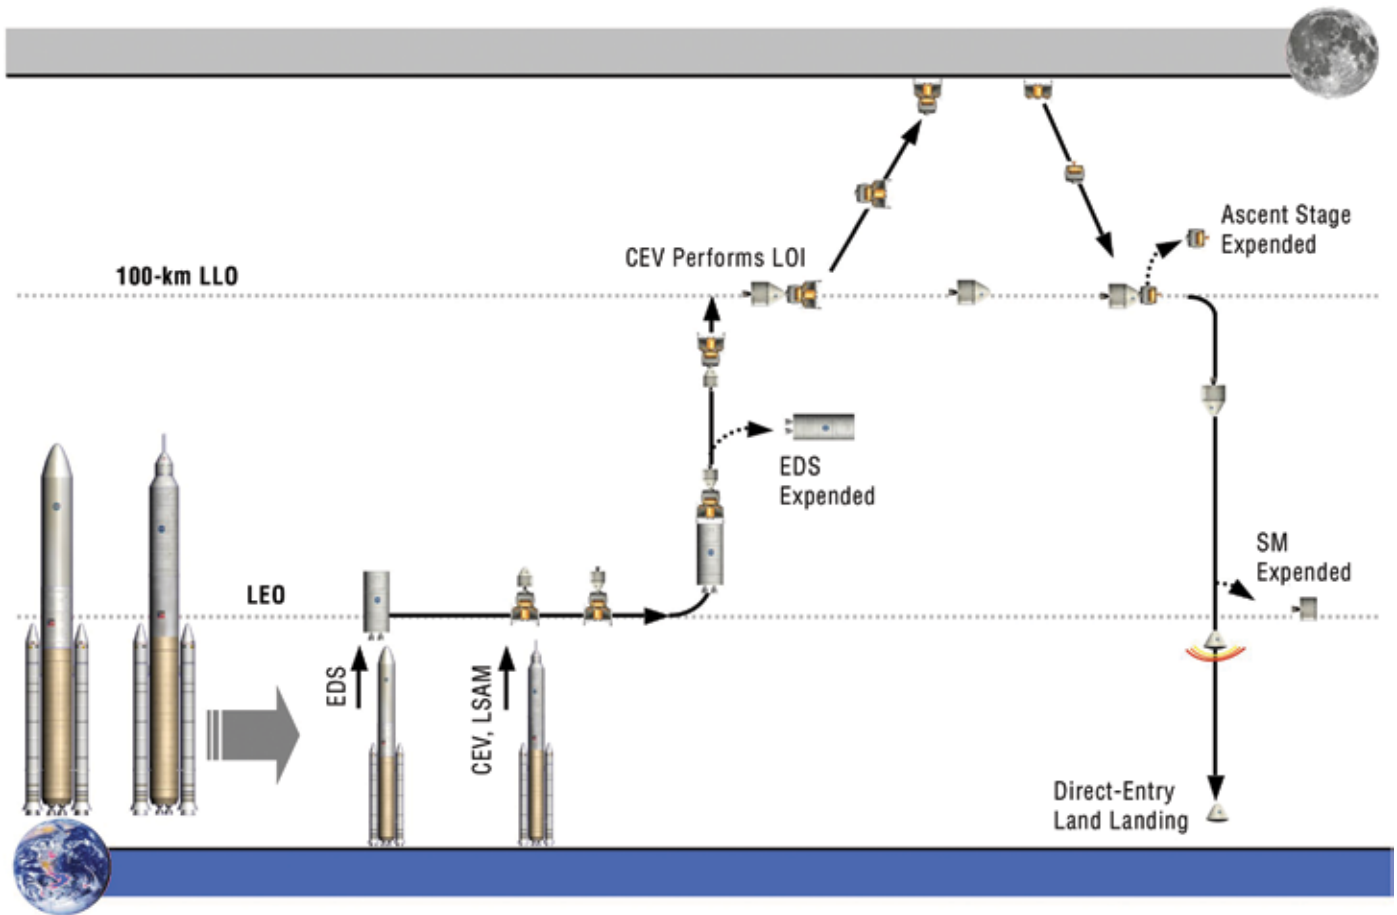 Ascent Stage
Expended
CEV Performs LOI
100-km LLO
EDS
Expended
SM
Expended
LEO
EDS
CEV, LSAM
Direct-Entry
Land Landing